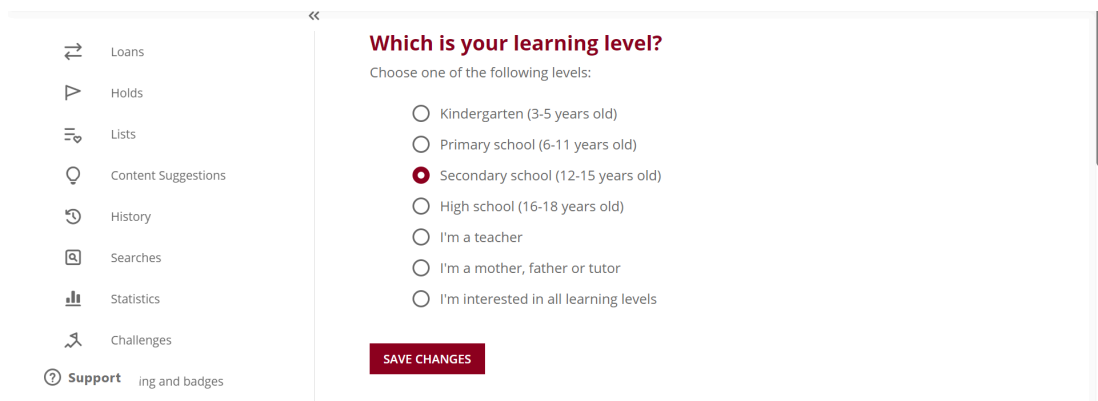 Loans
Holds
Lists
Content Suggestions
History
Searches
Statistics
Challenges
Support
ing and badges
Which is your learning level?
Choose one of the following levels:
Kindergarten (3-5 years old)
Primary school (6-11 years old)
Secondary school (12-15 years old)
High school (16-18 years old)
I'm a teacher
I'm a mother, father or tutor
I'm interested in all learning levels
SAVE CHANGES